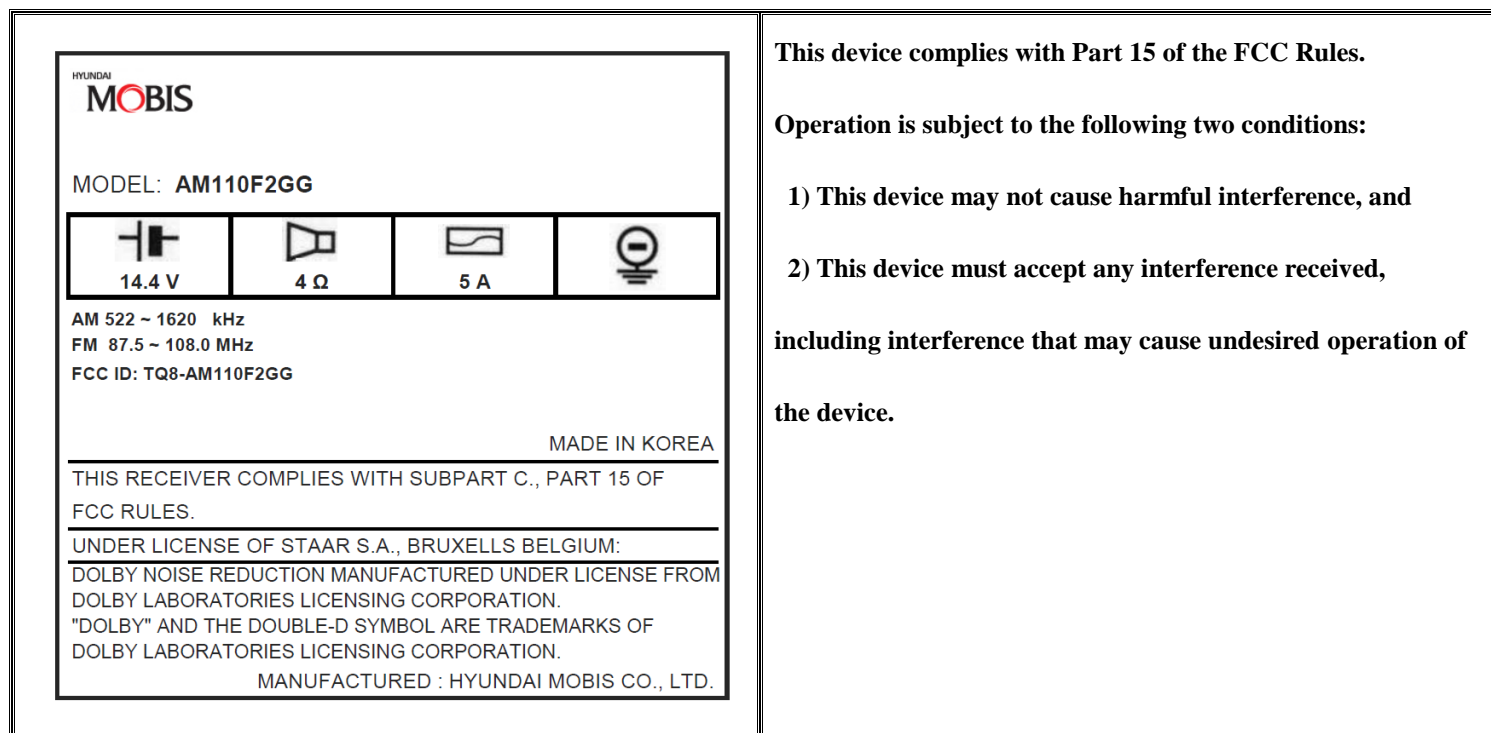 HYUNDAI
MOBIS
MODEL: AM110F2GG
14.4 V
4 Ω
5 A
AM 522 ~ 1620 kHz
FM 87.5 ~ 108.0 MHz
FCC ID: TQ8-AM110F2GG
MADE IN KOREA
THIS RECEIVER COMPLIES WITH SUBPART C., PART 15 OF
FCC RULES.
UNDER LICENSE OF STAAR S.A., BRUXELLS BELGIUM:
DOLBY NOISE REDUCTION MANUFACTURED UNDER LICENSE FROM
DOLBY LABORATORIES LICENSING CORPORATION.
"DOLBY" AND THE DOUBLE-D SYMBOL ARE TRADEMARKS OF
DOLBY LABORATORIES LICENSING CORPORATION.
MANUFACTURED : HYUNDAI MOBIS CO., LTD.
This device complies with Part 15 of the FCC Rules.
Operation is subject to the following two conditions:
1) This device may not cause harmful interference, and
2) This device must accept any interference received,
including interference that may cause undesired operation of
the device.